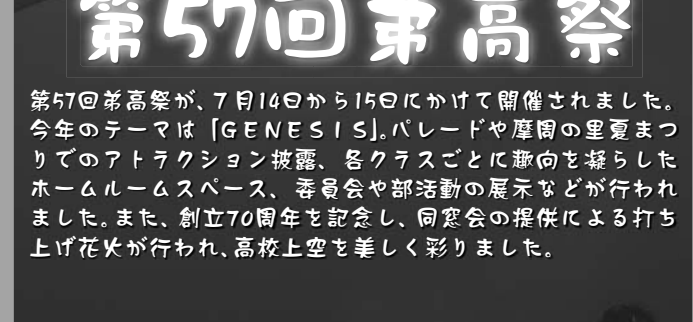 第57回弟高祭
第57回弟高祭が、7月14日から15日にかけて開催されました。
今年のテーマは「GENESIS」。パレードや摩周の里夏まつ
りでのアトラクション披露、各クラスごとに趣向を凝らした
ホームルームスペース、委員会や部活動の展示などが行われ
ました。また、創立70周年を記念し、同窓会の提供による打ち
上げ花火が行われ、高校上空を美しく彩りました。